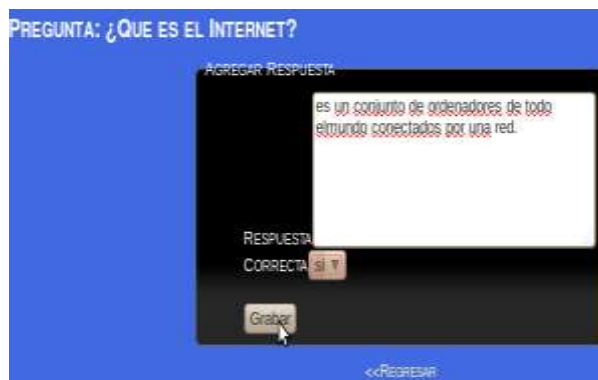 PREGUNTA: ¿QUE ES EL INTERNET?
AGREGAR RESPUESTA
es un conjunto de ordenadores de todo
elmundo conectados por una red.
RESPUESTA
CORRECTA si
Grabar
<<REGRESAR